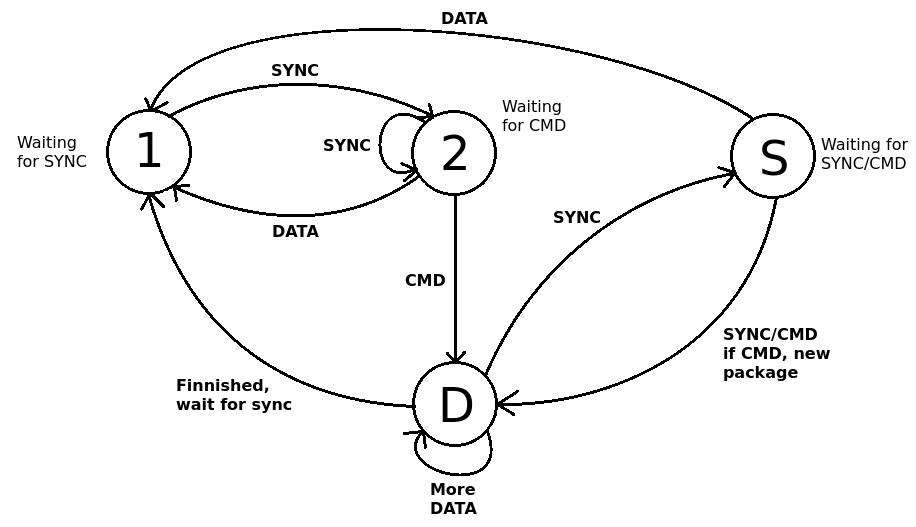 DATA
SYNC
Waiting
for CMD
1
SYNC
2
Waiting
for SYNC
S
Waiting for
SYNC/CMD
DATA
SYNC
CMD
SYNC/CMD
if CMD, new
package
Finnished,
wait for sync
D
More
DATA